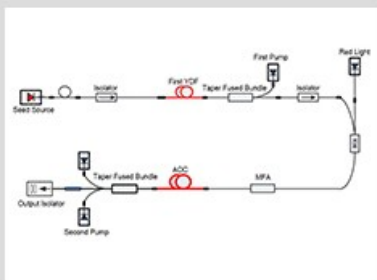 First Pump
Red Light
Isolator
First YDF
Taper Fused Bundle
Isolator
Seed Source
Taper Fused Bundle
ACC
MFA
Output Isolator
Second Pump